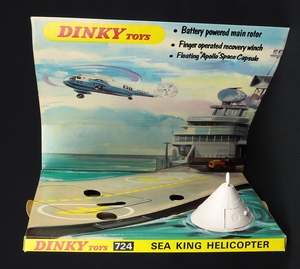 DINKY TOYS
• Battery powered main rotor
• Finger operated recovery winch
• Floating "Apollo" Space Capsule
DINKY TOYS 724 SEA KING HELICOPTER